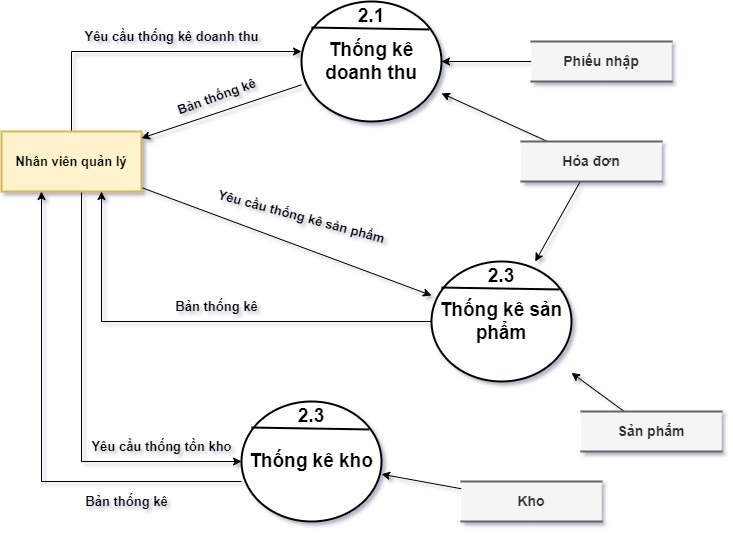 2.1
Thống kê
doanh thu
Yêu cầu thống kê doanh thu
Phiếu nhập
Bản thống kê
Nhân viên quản lý
Hóa đơn
Yêu cầu thống kê sản phẩm
2.3
Thống kê sản
phẩm
Bản thống kê
2.3
Thống kê kho
Yêu cầu thống tồn kho
Sản phẩm
Bản thống kê
Kho